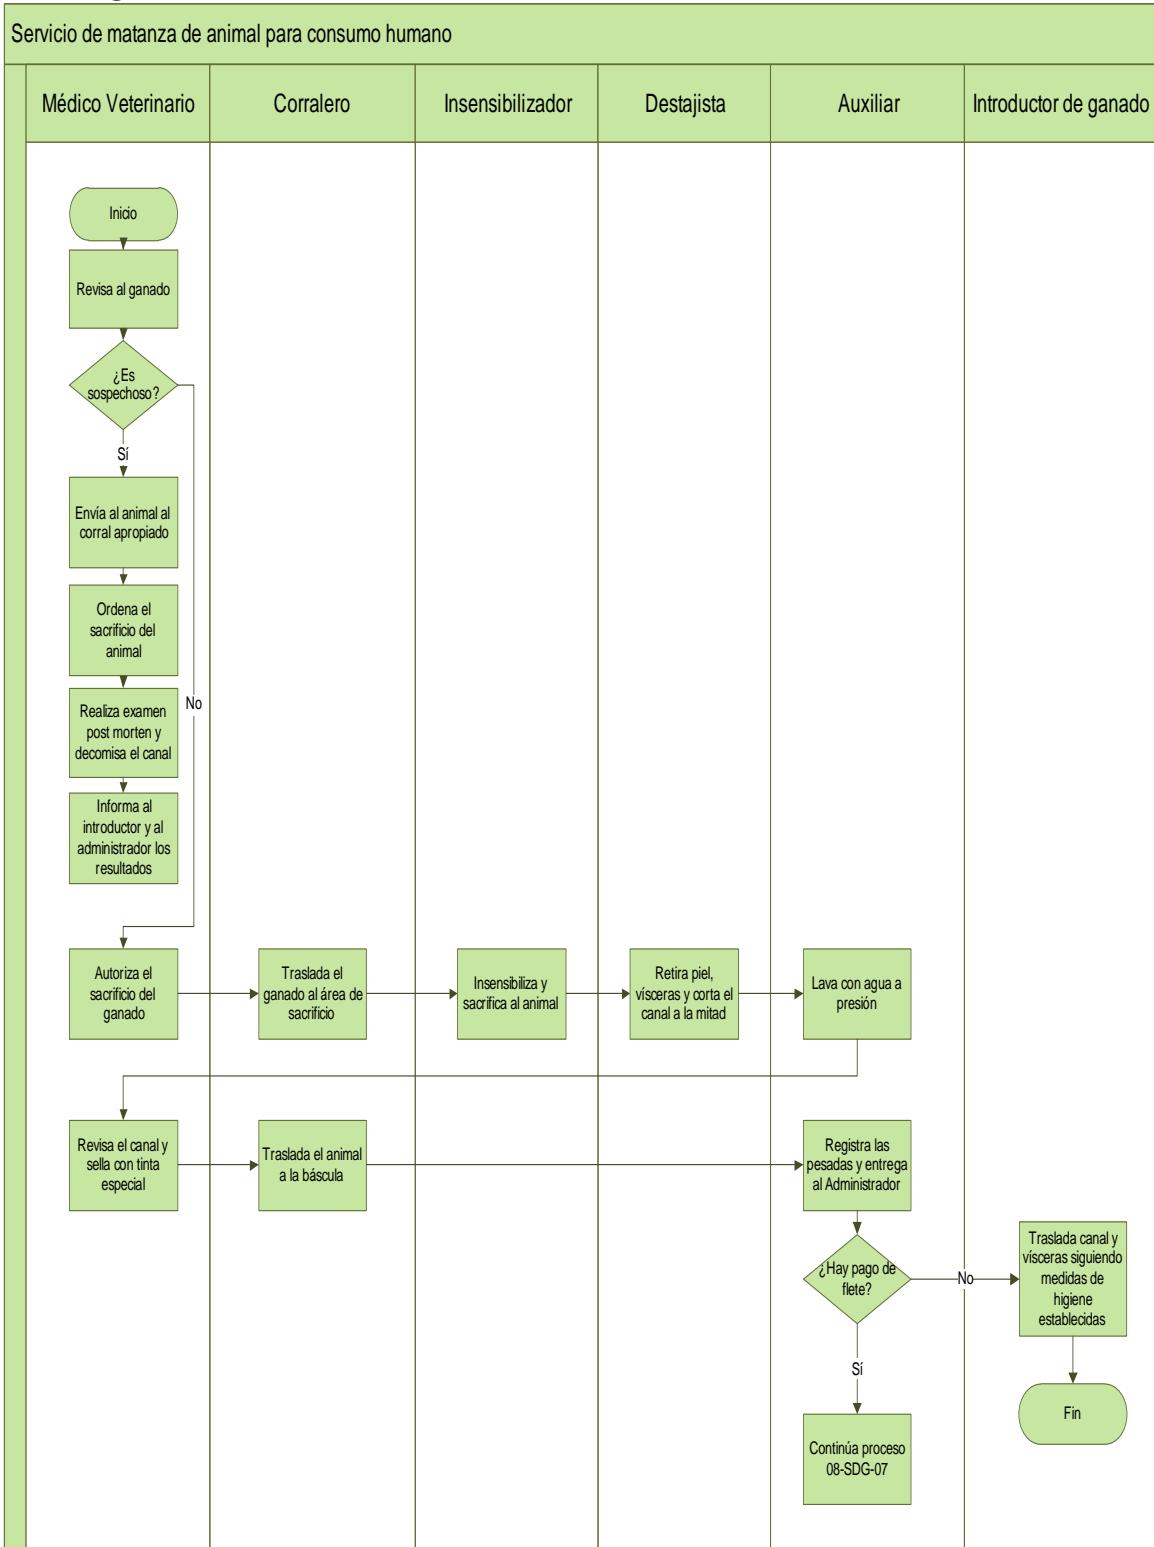 Servicio de matanza de animal para consumo humano
Médico Veterinario
Corralero
Insensibilizador
Destajista
Auxiliar
Introductor de ganado
Inicio
Revisa al ganado
¿Es
sospechoso?
Sí
Envía al animal al
corral apropiado
Ordena el
sacrificio del
animal
No
Realiza examen
post morten y
decomisa el canal
Informa al
introductor y al
administrador los
resultados
Autoriza el
sacrificio del
ganado
Traslada el
ganado al área de
sacrificio
Insensibiliza y
sacrifica al animal
Retira piel,
vísceras y corta el
canal a la mitad
Lava con agua a
presión
Revisa el canal y
sella con tinta
especial
Traslada el animal
a la báscula
Registra las
pesadas y entrega
al Administrador
¿Hay pago de
flete?
No
Traslada canal y
vísceras siguiendo
medidas de
higiene
establecidas
Sí
Fin
Continúa proceso
08-SDG-07